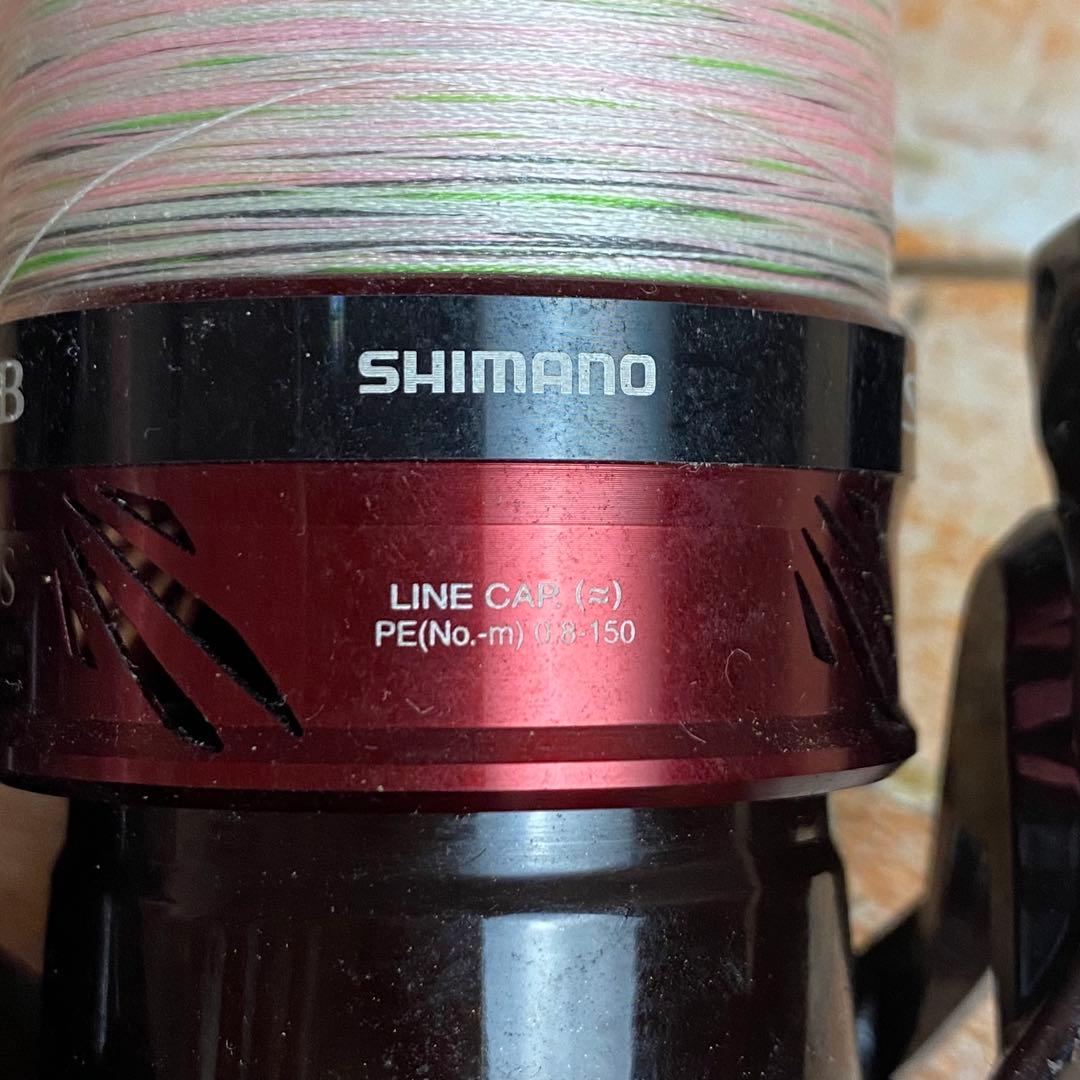 SHIMANO
LINE CAP. (≈)
PE(No.-m) 0.8-150